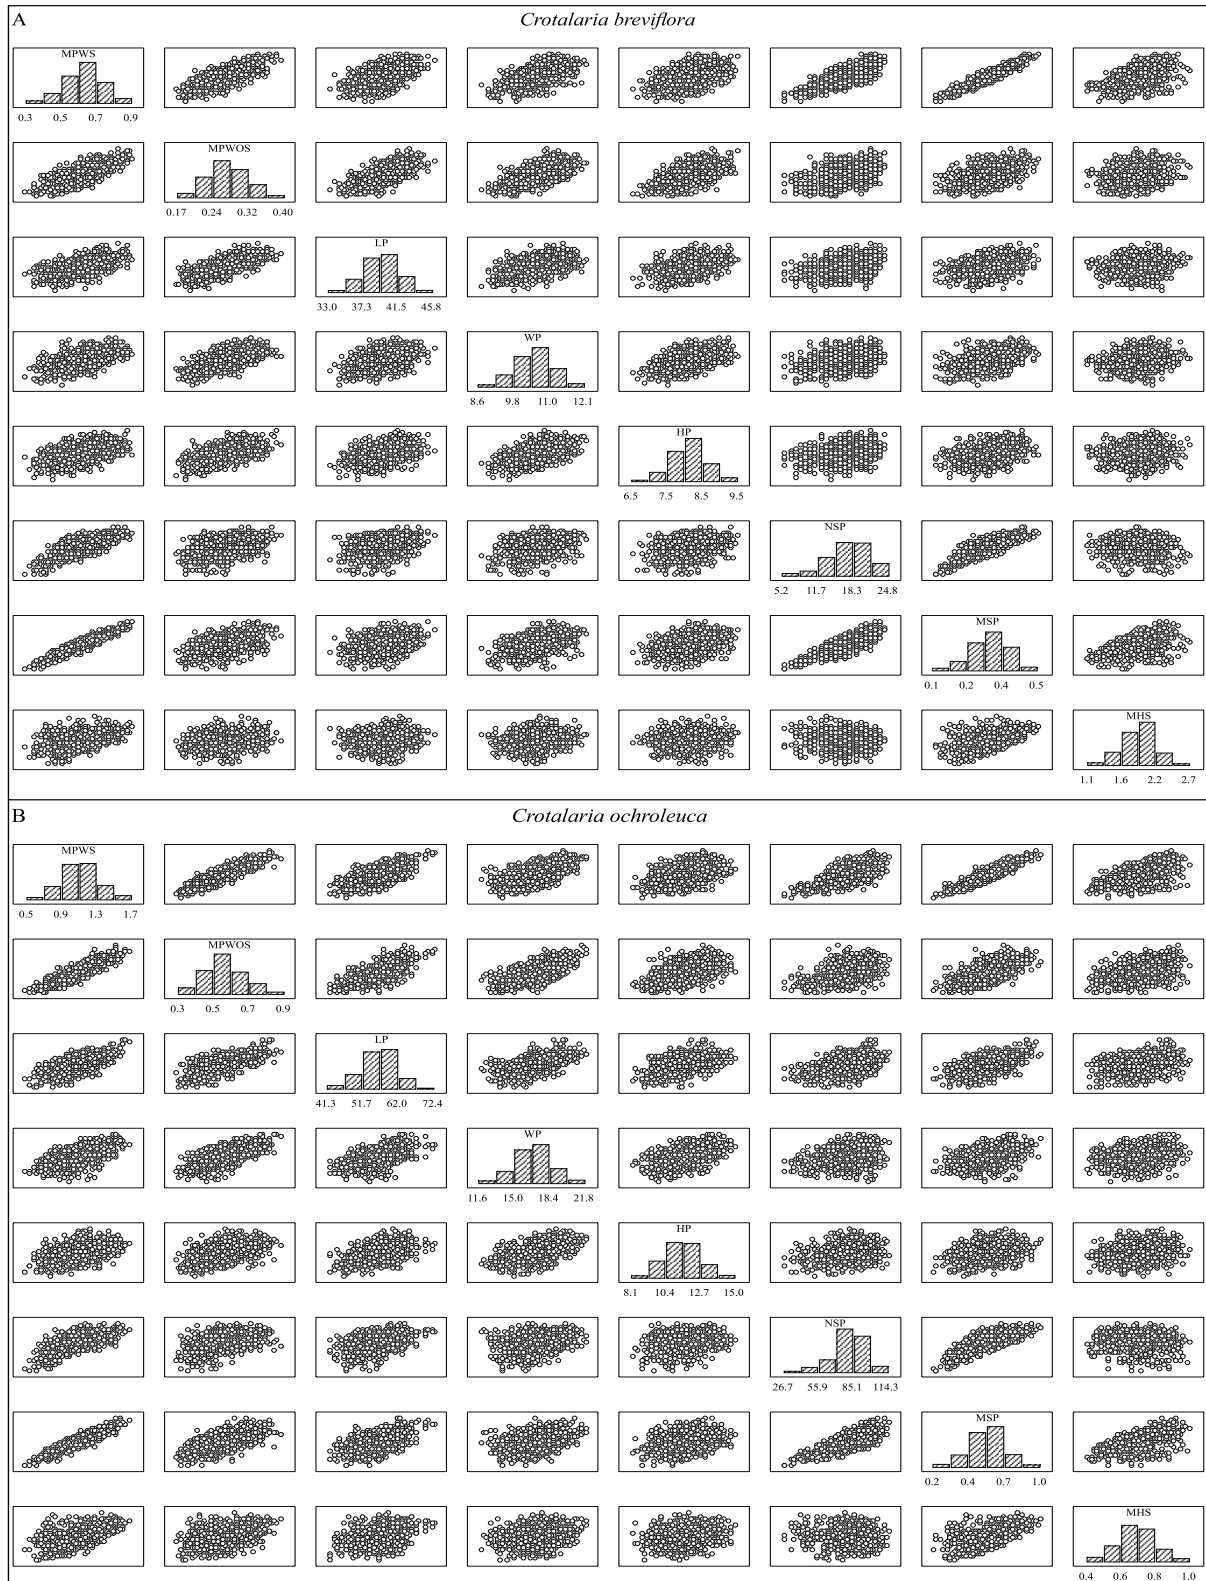 A
Crotalaria breviflora
MPWS
0.3 0.5 0.7 0.9
MPWOS
0.17 0.24 0.32 0.40
LP
33.0 37.3 41.5 45.8
WP
8.6 9.8 11.0 12.1
HP
6.5 7.5 8.5 9.5
NSP
5.2 11.7 18.3 24.8
MSP
0.1 0.2 0.4 0.5
MHS
1.1 1.6 2.2 2.7
B
Crotalaria ochroleuca
MPWS
0.5 0.9 1.3 1.7
MPWOS
0.3 0.5 0.7 0.9
LP
41.3 51.7 62.0 72.4
WP
11.6 15.0 18.4 21.8
HP
8.1 10.4 12.7 15.0
NSP
26.7 55.9 85.1 114.3
MSP
0.2 0.4 0.7 1.0
MHS
0.4 0.6 0.8 1.0